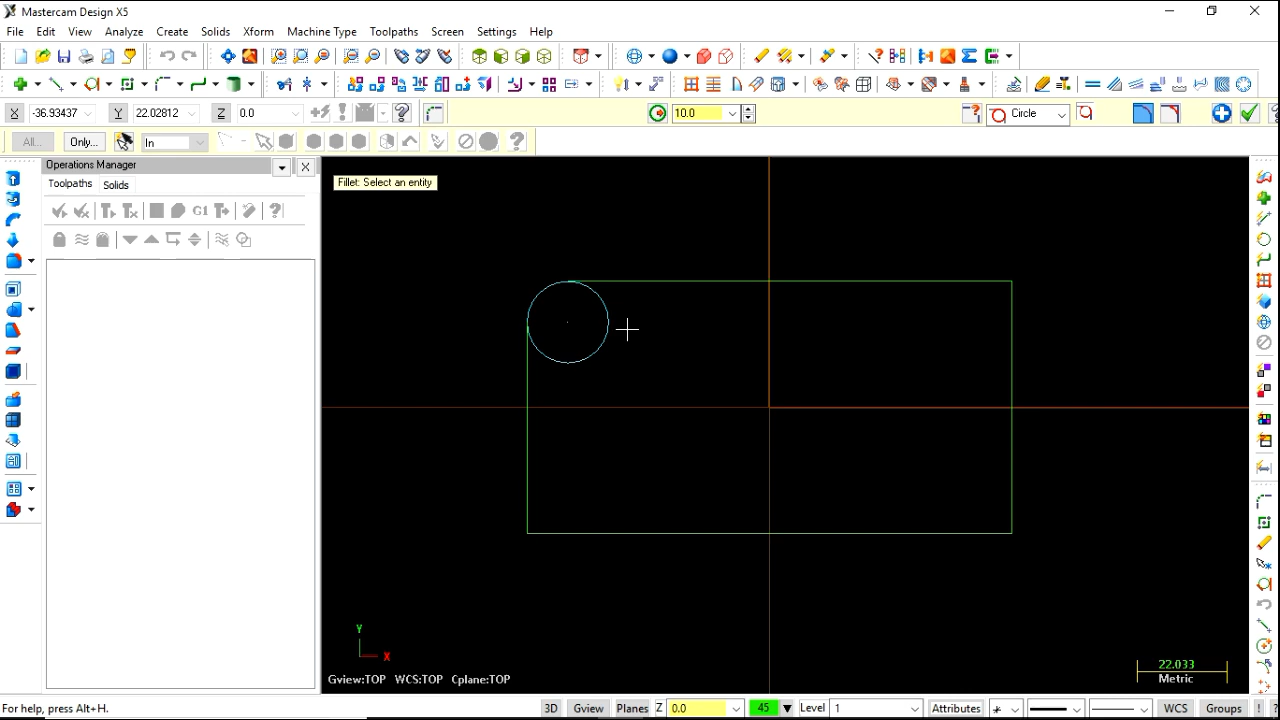 Mastercam Design X5
File Edit View Analyze Create Solids Xform Machine Type Toolpaths Screen Settings Help
X -36.93437 Y 22.02812 Z 0.0 10.0 Circle
All... Only... In
Operations Manager
Toolpaths Solids
G1
Fillet: Select an entity
Y
X
Gview:TOP WCS:TOP Cplane:TOP
22.033
Metric
For help, press Alt+H. 3D Gview Planes Z 0.0 45 Level 1 Attributes WCS Groups ! ?